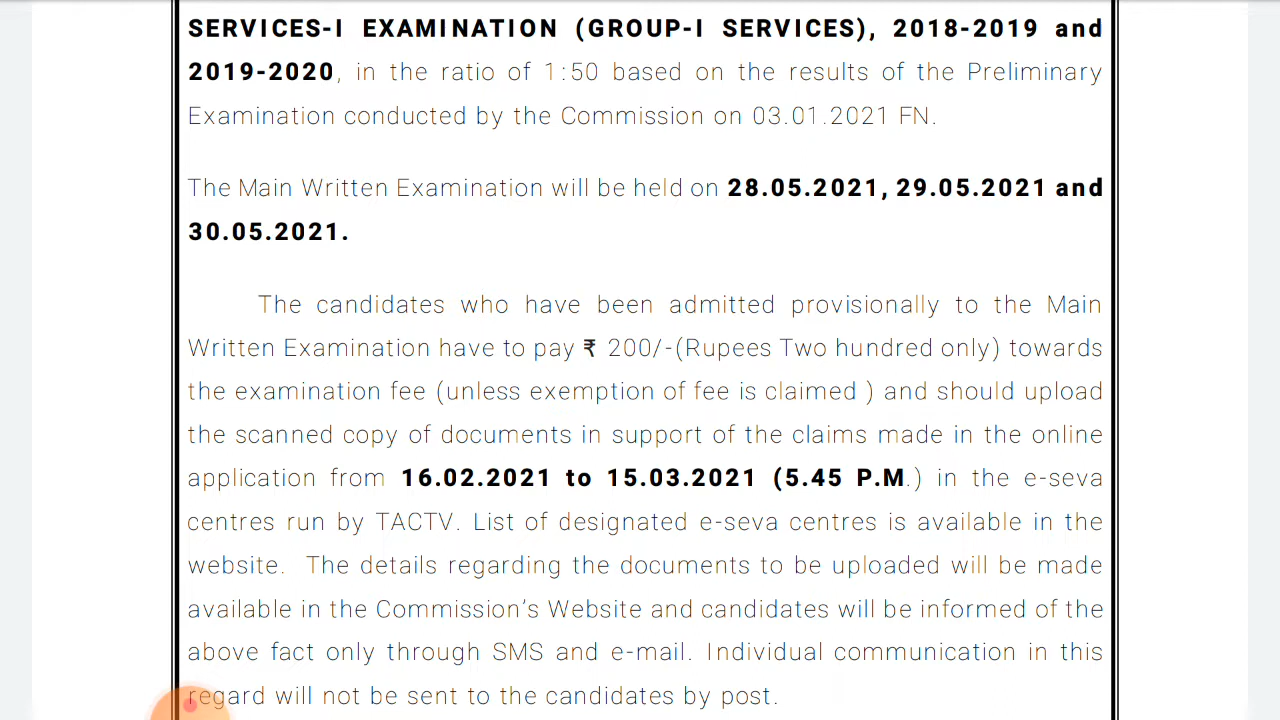 SERVICES-I EXAMINATION (GROUP-I SERVICES), 2018-2019 and
2019-2020, in the ratio of 1:50 based on the results of the Preliminary
Examination conducted by the Commission on 03.01.2021 FN.
The Main Written Examination will be held on 28.05.2021, 29.05.2021 and
30.05.2021.
The candidates who have been admitted provisionally to the Main
Written Examination have to pay ₹ 200/-(Rupees Two hundred only) towards
the examination fee (unless exemption of fee is claimed ) and should upload
the scanned copy of documents in support of the claims made in the online
application from 16.02.2021 to 15.03.2021 (5.45 P.M.) in the e-seva
centres run by TACTV. List of designated e-seva centres is available in the
website. The details regarding the documents to be uploaded will be made
available in the Commission's Website and candidates will be informed of the
above fact only through SMS and e-mail. Individual communication in this
regard will not be sent to the candidates by post.